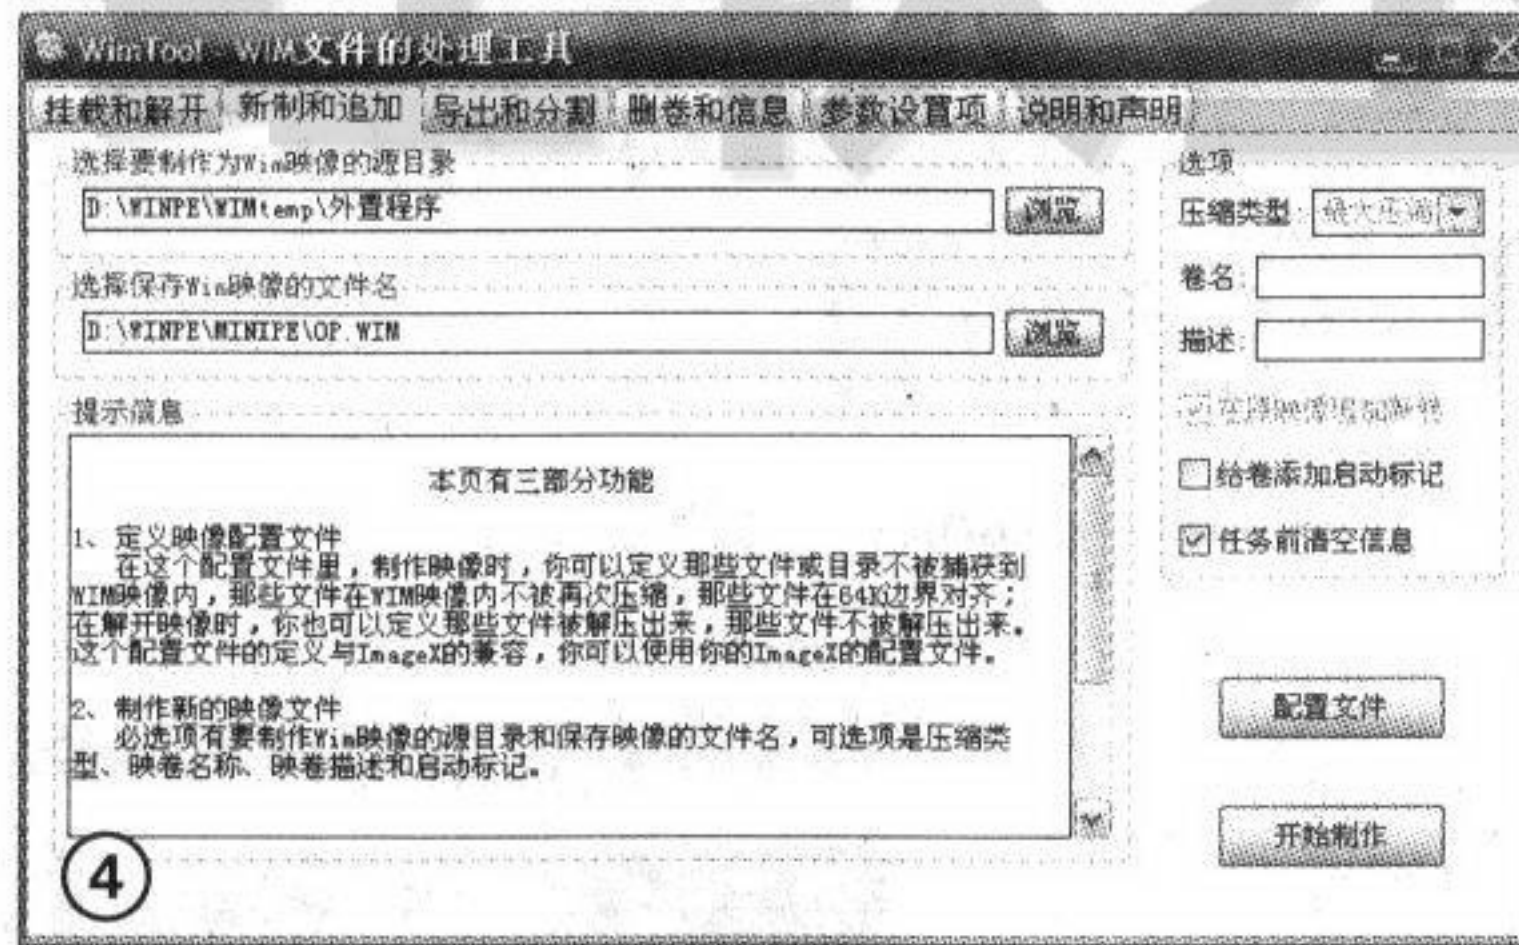 WimTool - WIM文件的处理工具
挂载和解开 新制和追加 导出和分割 删卷和信息 参数设置项 说明和声明
选择要制作为Wim映像的源目录
D:\WINPE\WIMtemp\外置程序 浏览
选择保存Wim映像的文件名
D:\WINPE\MINIPE\OP.WIM 浏览
提示信息
本页有三部分功能
1、定义映像配置文件
在这个配置文件里，制作映像时，你可以定义那些文件或目录不被捕获到
WIM映像内，那些文件在WIM映像内不被再次压缩，那些文件在64K边界对齐；
在解开映像时，你也可以定义那些文件被解压出来，那些文件不被解压出来。
这个配置文件的定义与ImageX的兼容，你可以使用你的ImageX的配置文件。
2、制作新的映像文件
必选项有要制作Wim映像的源目录和保存映像的文件名，可选项是压缩类
型、映卷名称、映卷描述和启动标记。
选项
压缩类型: 最大压缩
卷名:
描述:
给卷添加启动标记
任务前清空信息
配置文件
开始制作
4